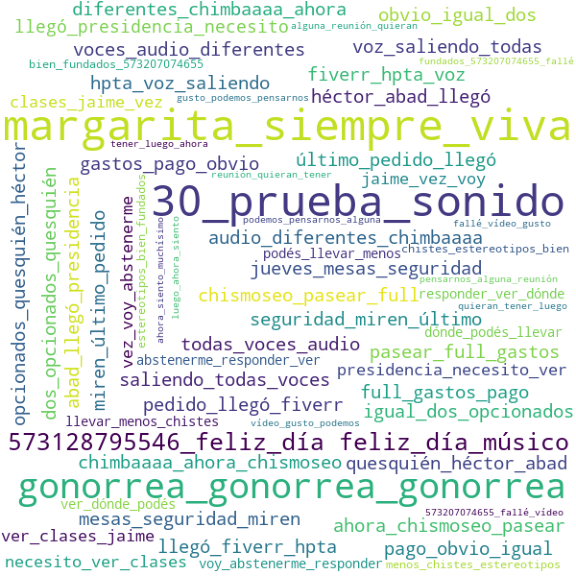 diferentes_chimbaaaa_ahora
obvio_igual_dos
llegó_presidencia_necesito
alguna_reunión_quieran
voces_audio_diferentes
voz_saliendo_todas
bien_fundados_573207074655
fundados_573207074655_fallé
hpta_voz_saliendo
fiverr_hpta_voz
clases_jaime_vez
gusto_podemos_pensarnos
héctor_abad_llegó
margarita_siempre_viva
tener_luego_ahora
gastos_pago_obvio
último_pedido_llegó
reunión_quieran_tener
jaime_vez_voy
30_prueba_sonido
podemos_pensarnos_alguna
fallé_vídeo_gusto
audio_diferentes_chimbaaaa
chistes_estereotipos_bien
podés_llevar_menos
jueves_mesas_seguridad
pensarnos_alguna_reunión
chismoseo_pasear_full
responder_ver_dónde
quieran_tener_luego
seguridad_miren_último
dónde_podés_llevar
todas_voces_audio
pasear_full_gastos
abstenerme_responder_ver
presidencia_necesito_ver
saliendo_todas_voces
full_gastos_pago
pedido_llegó_fiverr
igual_dos_opcionados
llevar_menos_chistes
vídeo_gusto_podemos
573128795546_feliz_día
feliz_día_músico
chimbaaaa_ahora_chismoseo
quesquién_héctor_abad
gonorrea_gonorrea_gonorrea
ver_dónde_podés
573207074655_fallé_vídeo
mesas_seguridad_miren
ahora_chismoseo_pasear
ver_clases_jaime
llegó_fiverr_hpta
pago_obvio_igual
necesito_ver_clases
voy_abstenerme_responder
menos_chistes_estereotipos
opcionados_quesquién_héctor
dos_opcionados_quesquién
abad_llegó_presidencia
miren_último_pedido
vez_voy_abstenerme
estereotipos_bien_fundados
ahora_siento_muchísimo
luego_ahora_siento